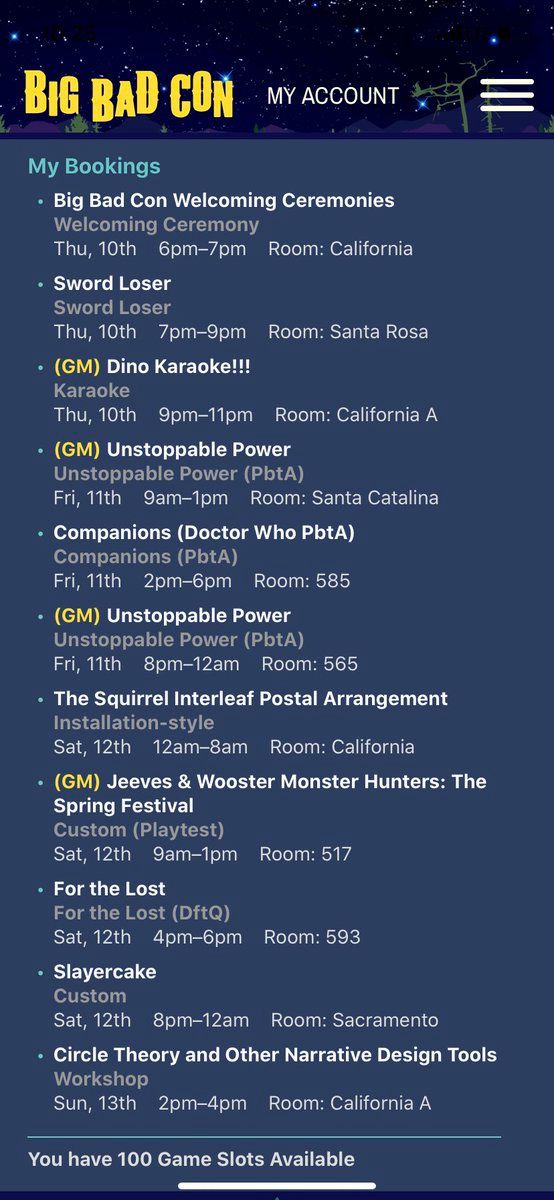 BIG BAD CON
MY ACCOUNT
My Bookings
• Big Bad Con Welcoming Ceremonies
Welcoming Ceremony
Thu, 10th 6pm–7pm Room: California
• Sword Loser
Sword Loser
Thu, 10th 7pm–9pm Room: Santa Rosa
• (GM) Dino Karaoke!!!
Karaoke
Thu, 10th 9pm–11pm Room: California A
• (GM) Unstoppable Power
Unstoppable Power (PbtA)
Fri, 11th 9am–1pm Room: Santa Catalina
• Companions (Doctor Who PbtA)
Companions (PbtA)
Fri, 11th 2pm–6pm Room: 585
• (GM) Unstoppable Power
Unstoppable Power (PbtA)
Fri, 11th 8pm–12am Room: 565
• The Squirrel Interleaf Postal Arrangement
Installation-style
Sat, 12th 12am–8am Room: California
• (GM) Jeeves & Wooster Monster Hunters: The
Spring Festival
Custom (Playtest)
Sat, 12th 9am–1pm Room: 517
• For the Lost
For the Lost (DftQ)
Sat, 12th 4pm–6pm Room: 593
• Slayercake
Custom
Sat, 12th 8pm–12am Room: Sacramento
• Circle Theory and Other Narrative Design Tools
Workshop
Sun, 13th 2pm–4pm Room: California A
You have 100 Game Slots Available